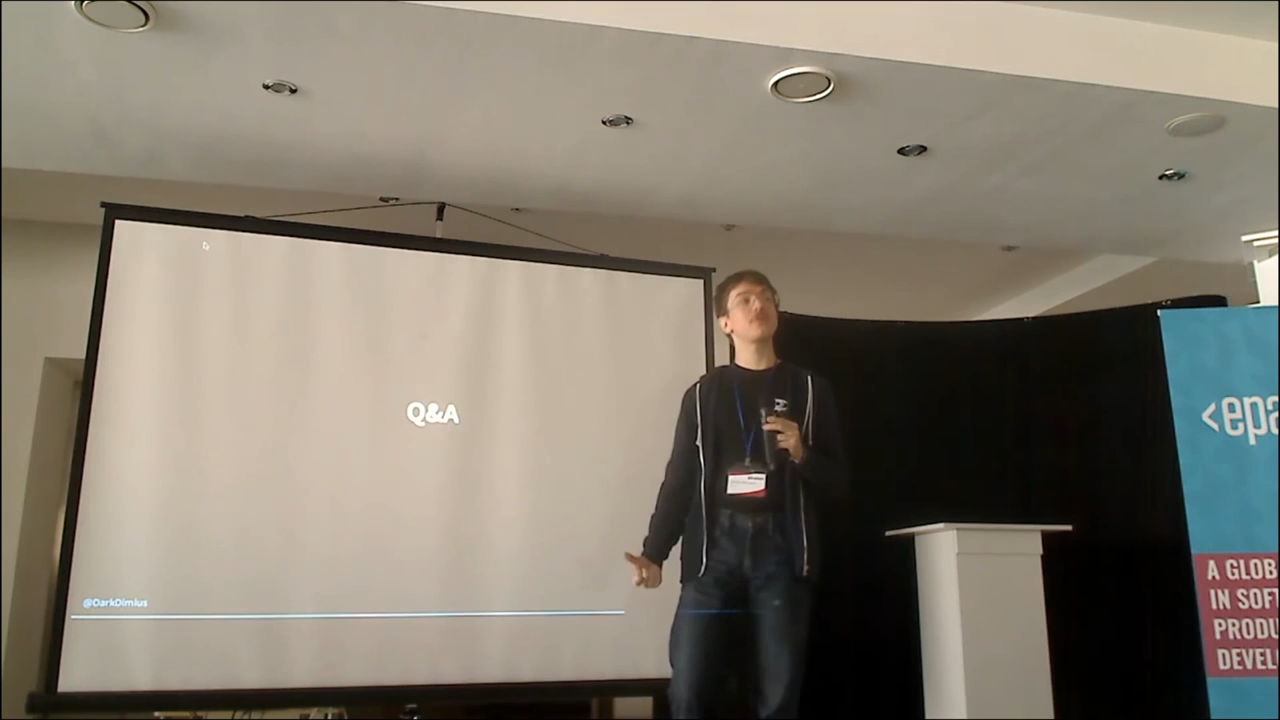 Q&A
@DarkDimius
<epa
A GLOB
IN SOFT
PRODU
DEVEL